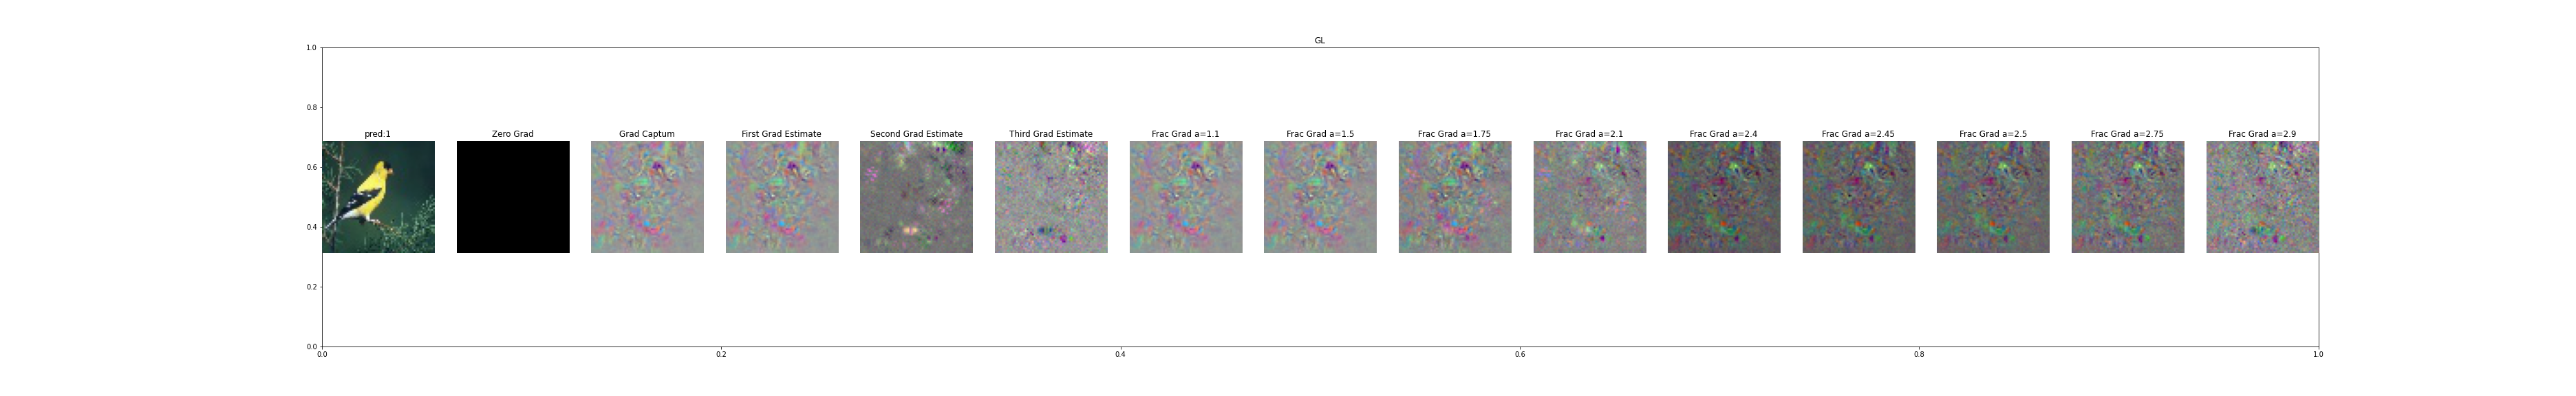 GL
1.0
0.8
0.6
0.4
0.2
0.0
pred:1
Zero Grad
Grad Captum
First Grad Estimate
Second Grad Estimate
Third Grad Estimate
Frac Grad a=1.1
Frac Grad a=1.5
Frac Grad a=1.75
Frac Grad a=2.1
Frac Grad a=2.4
Frac Grad a=2.45
Frac Grad a=2.5
Frac Grad a=2.75
Frac Grad a=2.9
0.0
0.2
0.4
0.6
0.8
1.0